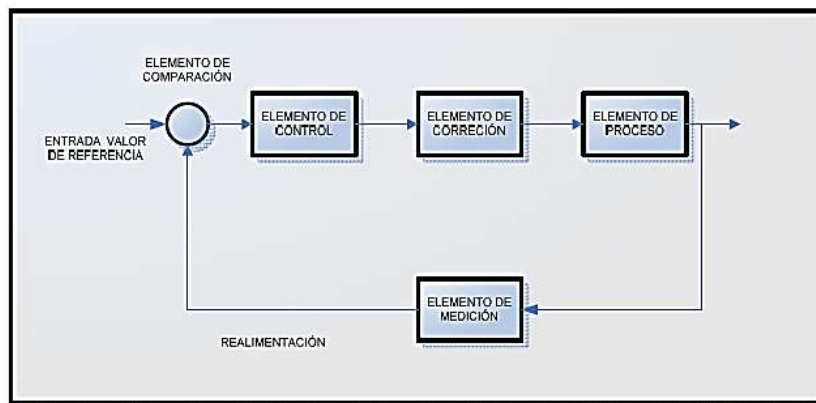 ELEMENTO DE
COMPARACIÓN
ENTRADA VALOR
DE REFERENCIA
ELEMENTO DE
CONTROL
ELEMENTO DE
CORRECIÓN
ELEMENTO DE
PROCESO
ELEMENTO DE
MEDICIÓN
REALIMENTACIÓN